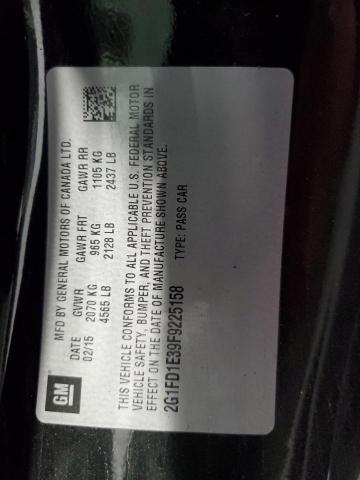 MFD BY GENERAL MOTORS OF CANADA LTD.
DATE GVWR GAWR FRT GAWR RR
02/15 2070 KG 965 KG 1105 KG
4565 LB 2128 LB 2437 LB
THIS VEHICLE CONFORMS TO ALL APPLICABLE U.S. FEDERAL MOTOR
VEHICLE SAFETY, BUMPER, AND THEFT PREVENTION STANDARDS IN
EFFECT ON THE DATE OF MANUFACTURE SHOWN ABOVE.
2G1FD1E39F9225158 TYPE: PASS CAR
GM